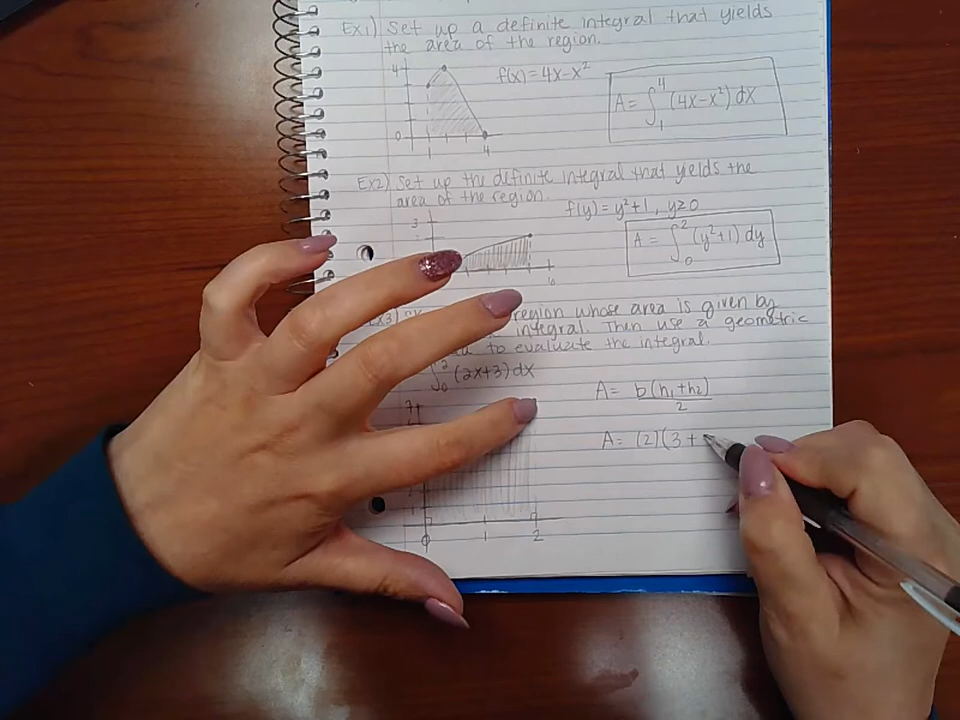 Ex1) Set up a definite integral that yields
the area of the region.
4
f(x) = 4x-x²
A = ∫₁⁴ (4x-x²) dx
0
1 4
Ex2) Set up the definite integral that yields the
area of the region.
f(y) = y²+1, y≥0
3
A = ∫₀² (y²+1) dy
Ex3)
region whose area is given by
integral. Then use a geometric
to evaluate the integral.
∫₀² (2x+3) dx
A = b(h₁+h₂)/2
7
A = (2)(3+
1 2